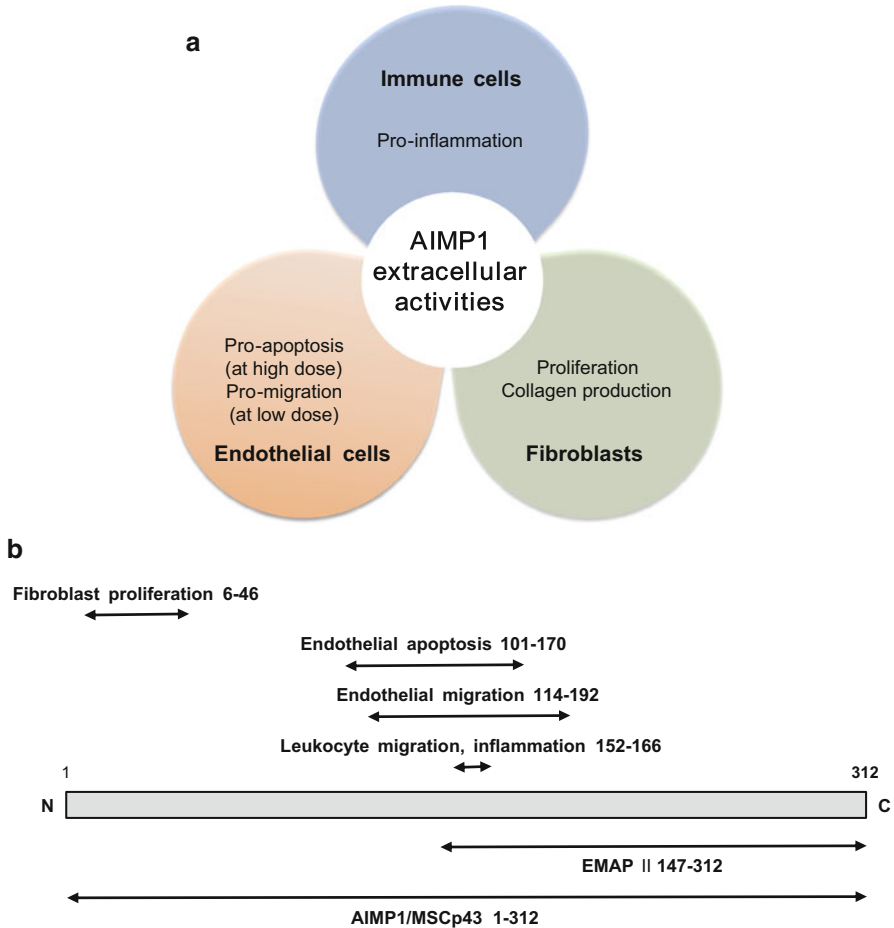 a
Immune cells
Pro-inflammation
AIMP1
extracellular
activities
Pro-apoptosis
(at high dose)
Pro-migration
(at low dose)
Endothelial cells
Proliferation
Collagen production
Fibroblasts
b
Fibroblast proliferation 6-46
Endothelial apoptosis 101-170
Endothelial migration 114-192
Leukocyte migration, inflammation 152-166
1 312
N C
EMAP II 147-312
AIMP1/MSCp43 1-312